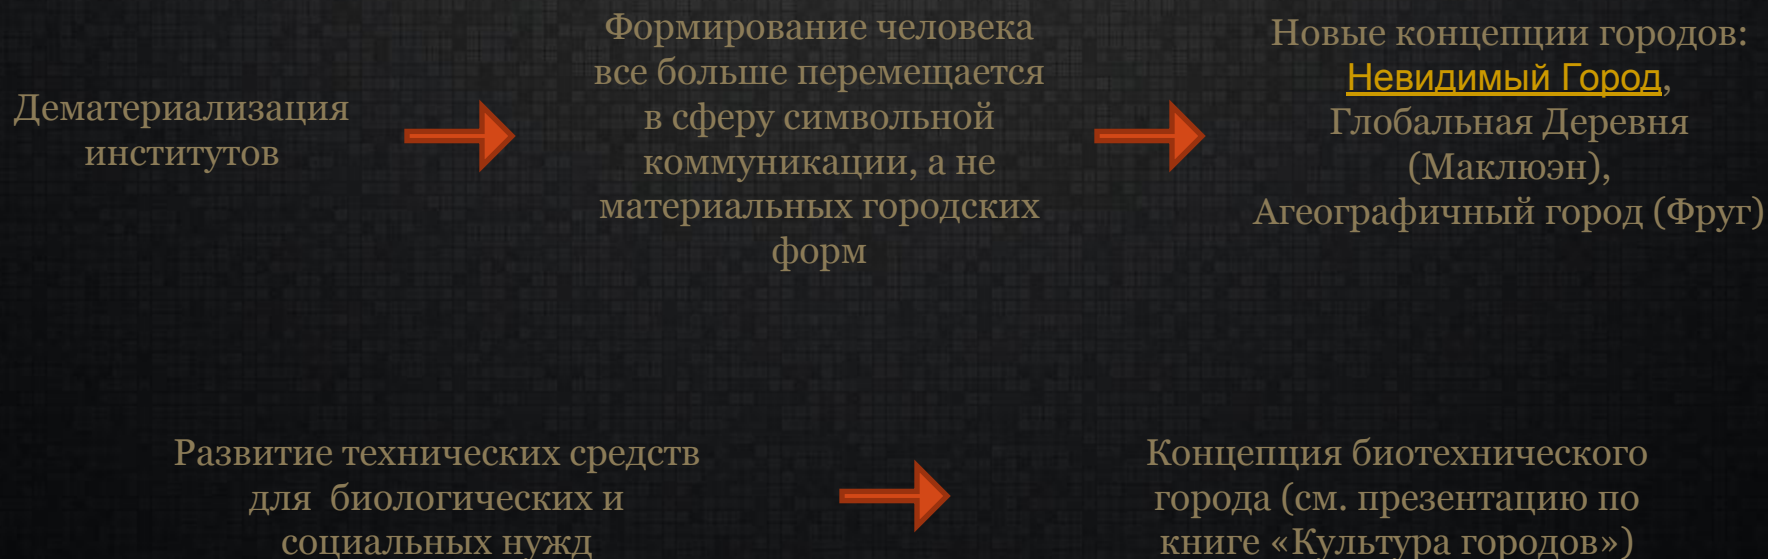 Дематериализация
институтов
Формирование человека
все больше перемещается
в сферу символьной
коммуникации, а не
материальных городских
форм
Новые концепции городов:
Невидимый Город,
Глобальная Деревня
(Маклюэн),
Агеографичный город (Фруг)
Развитие технических средств
для биологических и
социальных нужд
Концепция биотехнического
города (см. презентацию по
книге «Культура городов»)